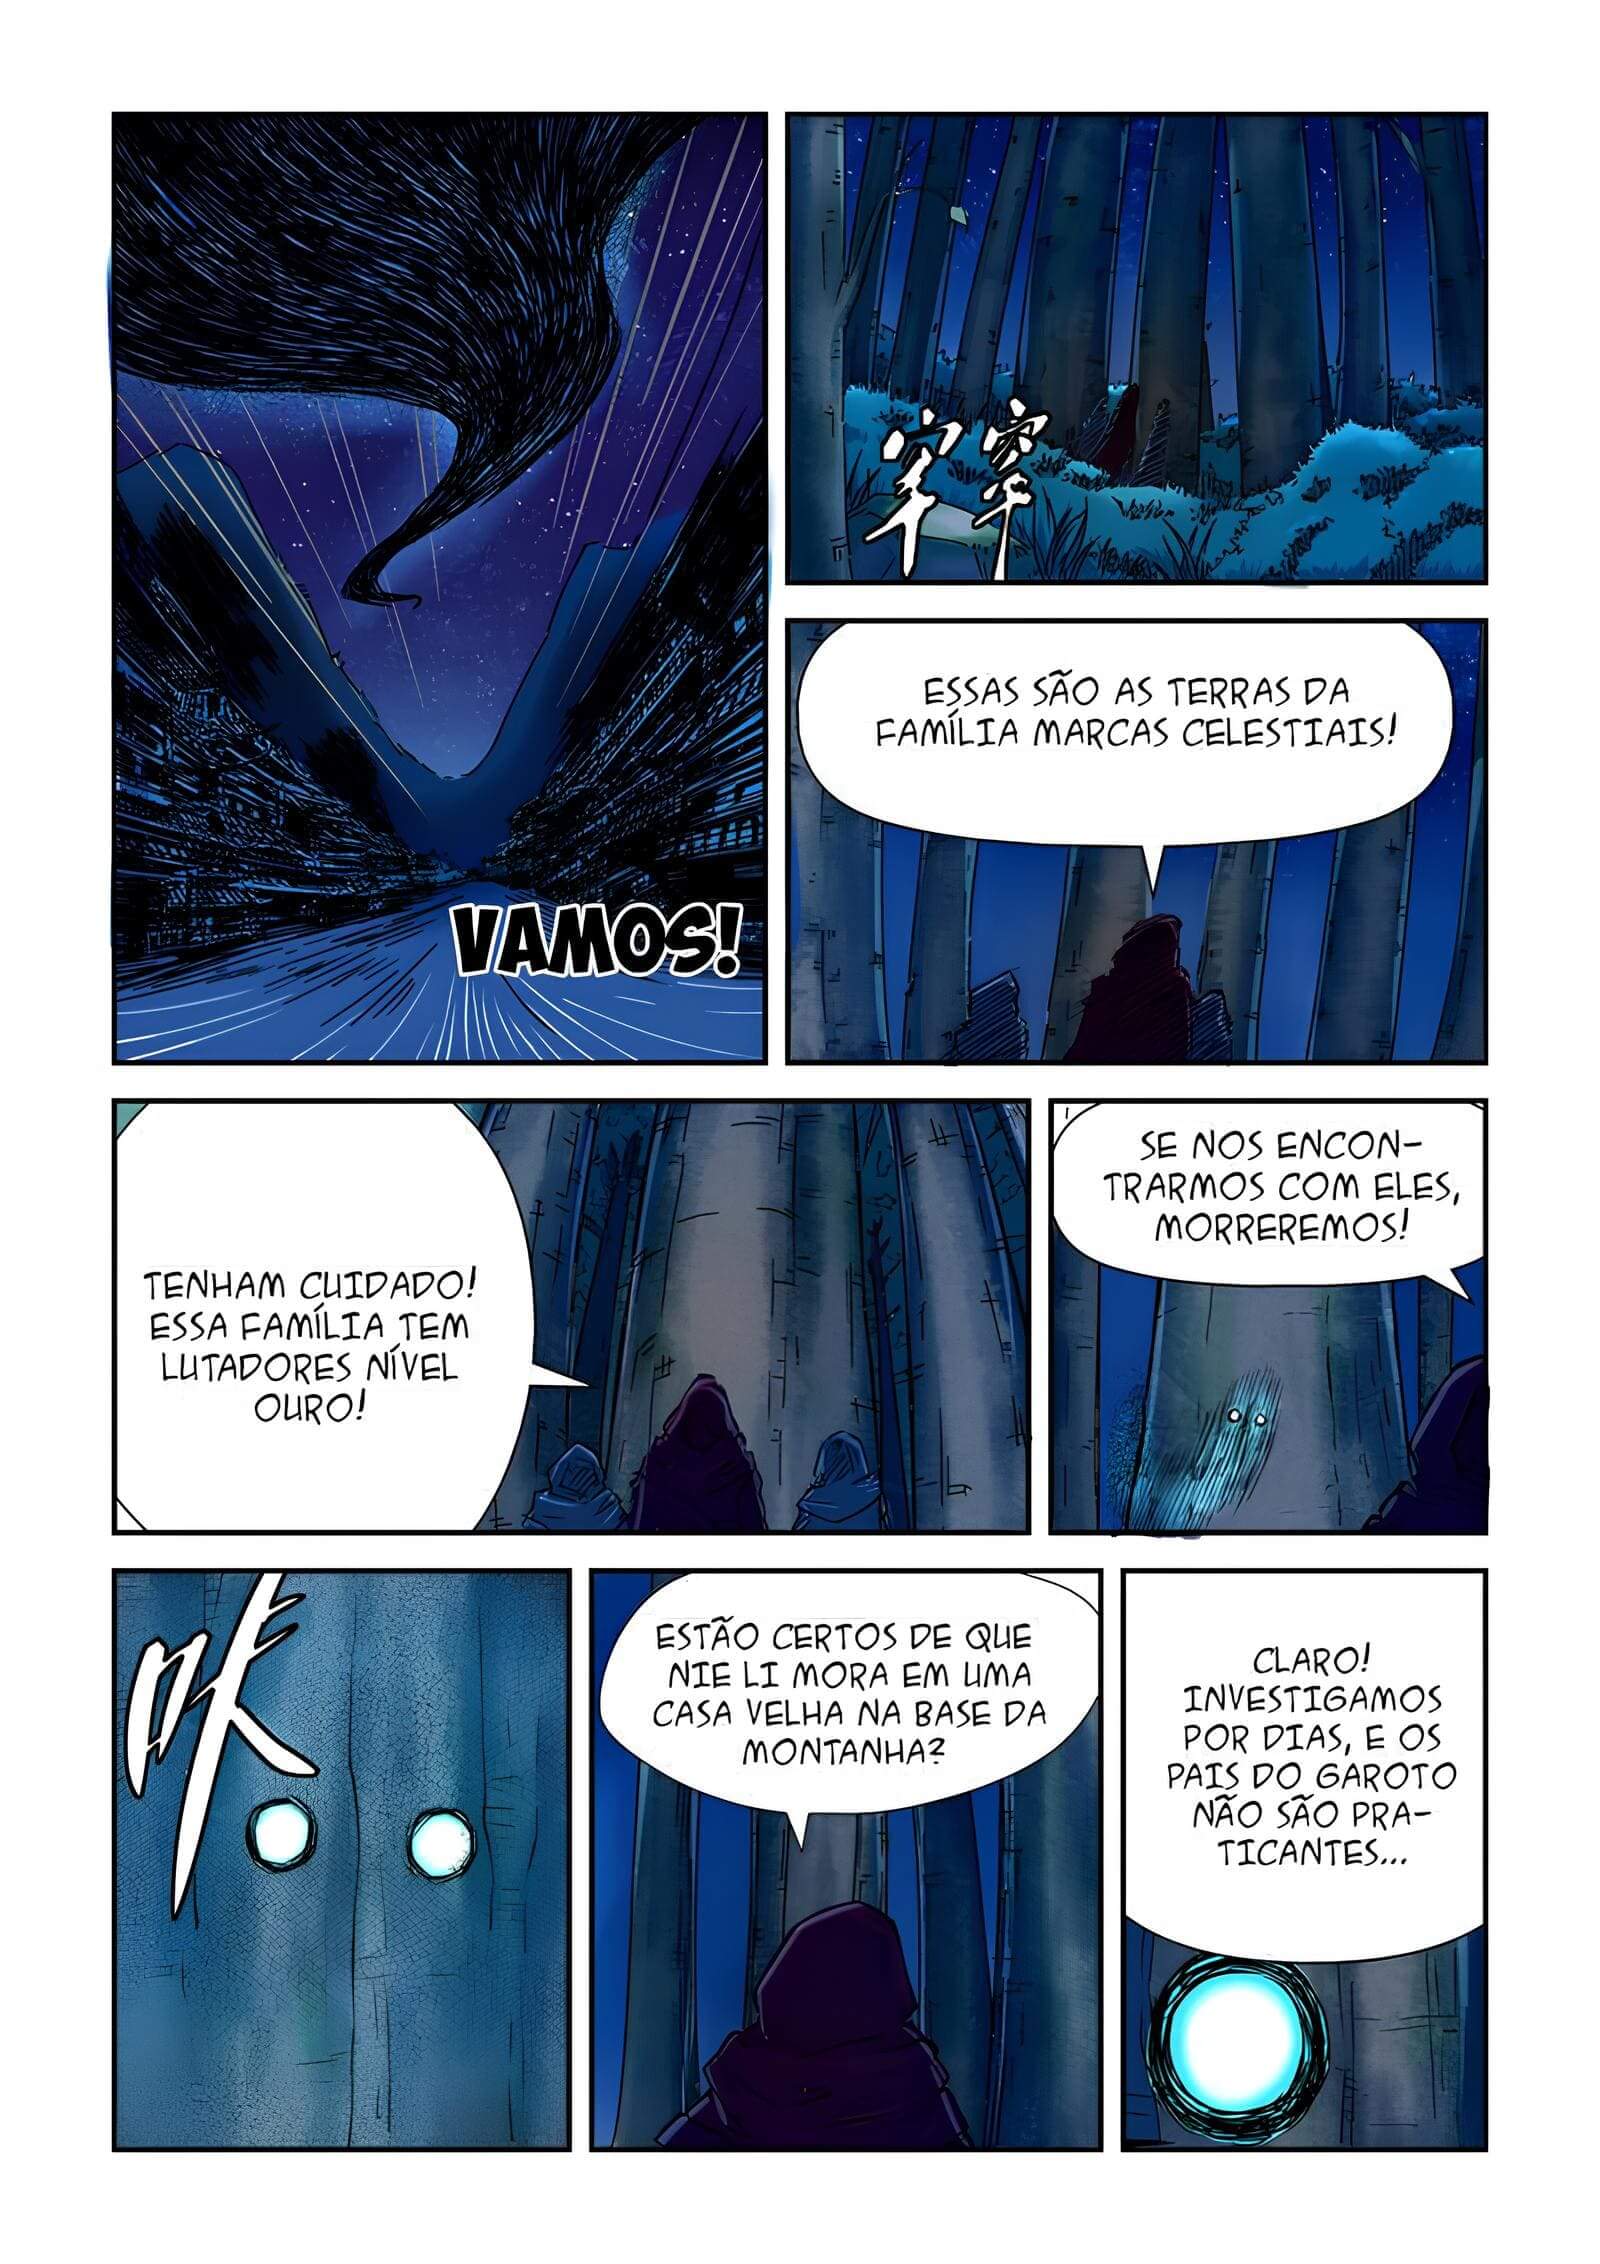 VAMOS!
窣窣
ESSAS SÃO AS TERRAS DA
FAMÍLIA MARCAS CELESTIAIS!
TENHAM CUIDADO!
ESSA FAMÍLIA TEM
LUTADORES NÍVEL
OURO!
SE NOS ENCON-
TRARMOS COM ELES,
MORREREMOS!
ESTÃO CERTOS DE QUE
NIE LI MORA EM UMA
CASA VELHA NA BASE DA
MONTANHA?
CLARO!
INVESTIGAMOS
POR DIAS, E OS
PAIS DO GAROTO
NÃO SÃO PRA-
TICANTES...